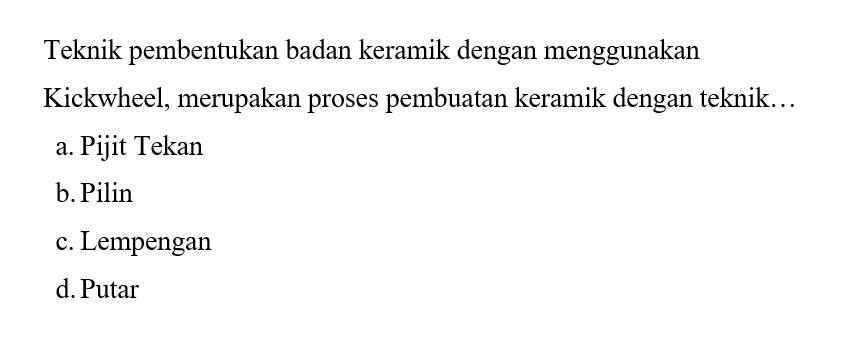 Teknik pembentukan badan keramik dengan menggunakan
Kickwheel, merupakan proses pembuatan keramik dengan teknik…
a. Pijit Tekan
b. Pilin
c. Lempengan
d. Putar